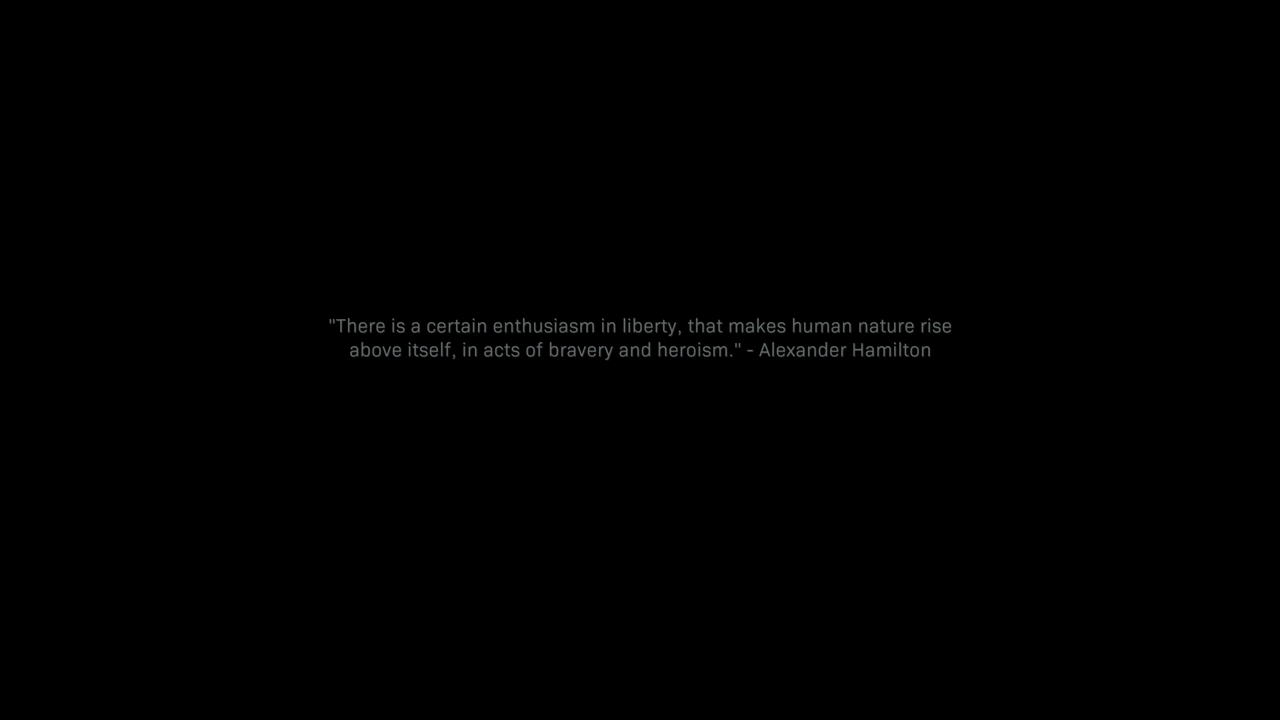 "There is a certain enthusiasm in liberty, that makes human nature rise
above itself, in acts of bravery and heroism." - Alexander Hamilton